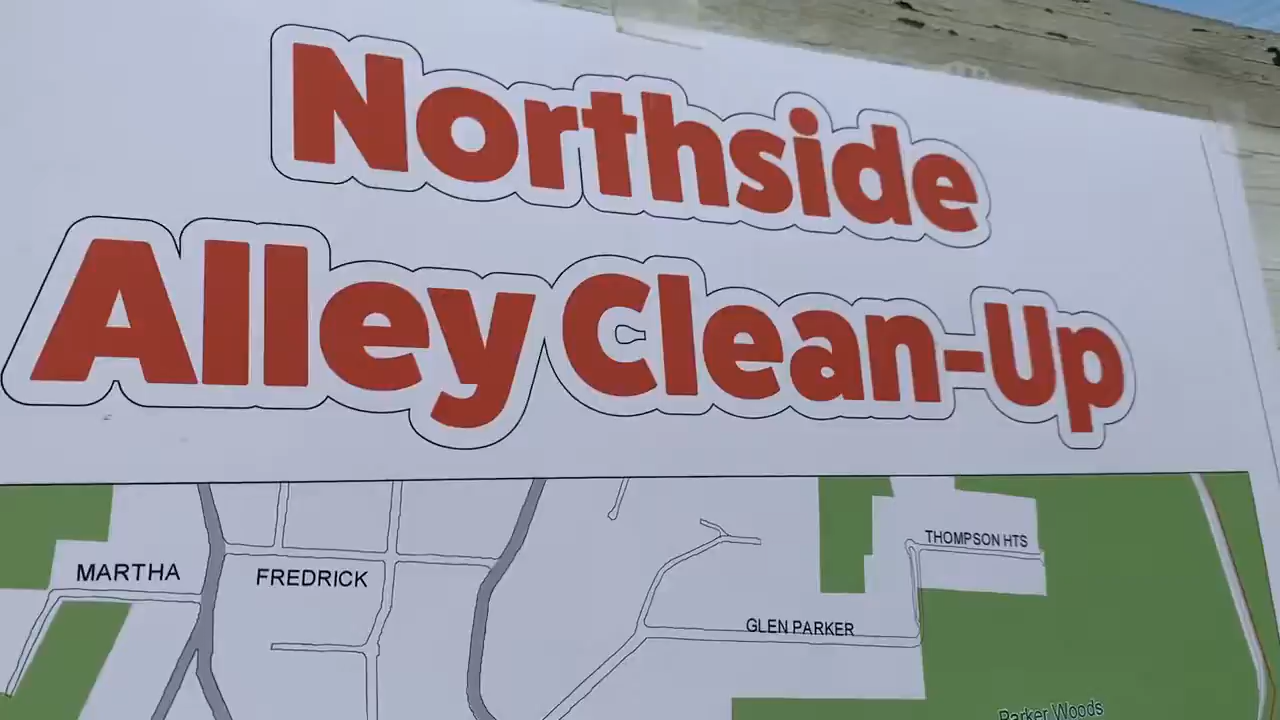 Northside
Alley Clean-Up
THOMPSON HTS
MARTHA
FREDRICK
GLEN PARKER
Parker Woods